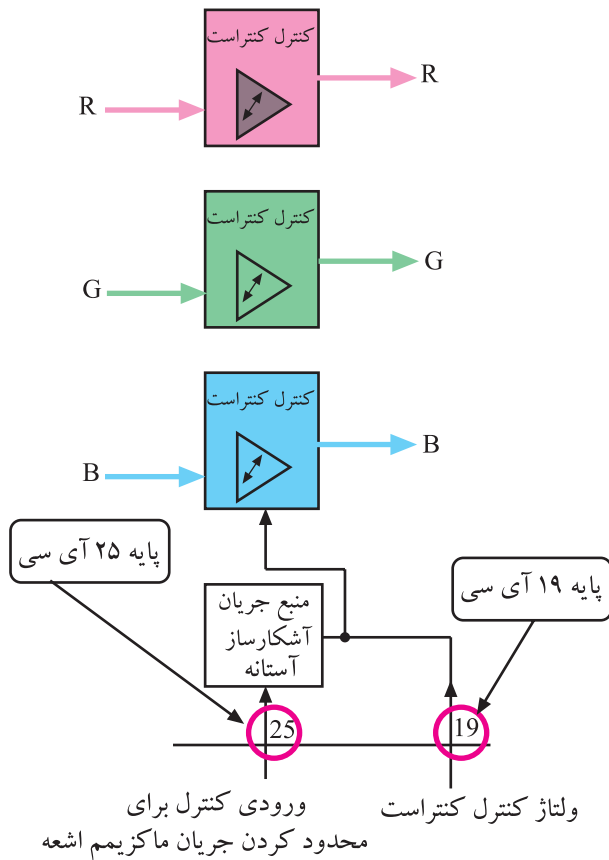 کنترل کنتراست
R
R
کنترل کنتراست
G
G
کنترل کنتراست
B
B
پایه ۲۵ آی سی
پایه ۱۹ آی سی
منبع جریان
آشکارساز
آستانه
25
19
ورودی کنترل برای
محدود کردن جریان ماکزیمم اشعه
ولتاژ کنترل کنتراست